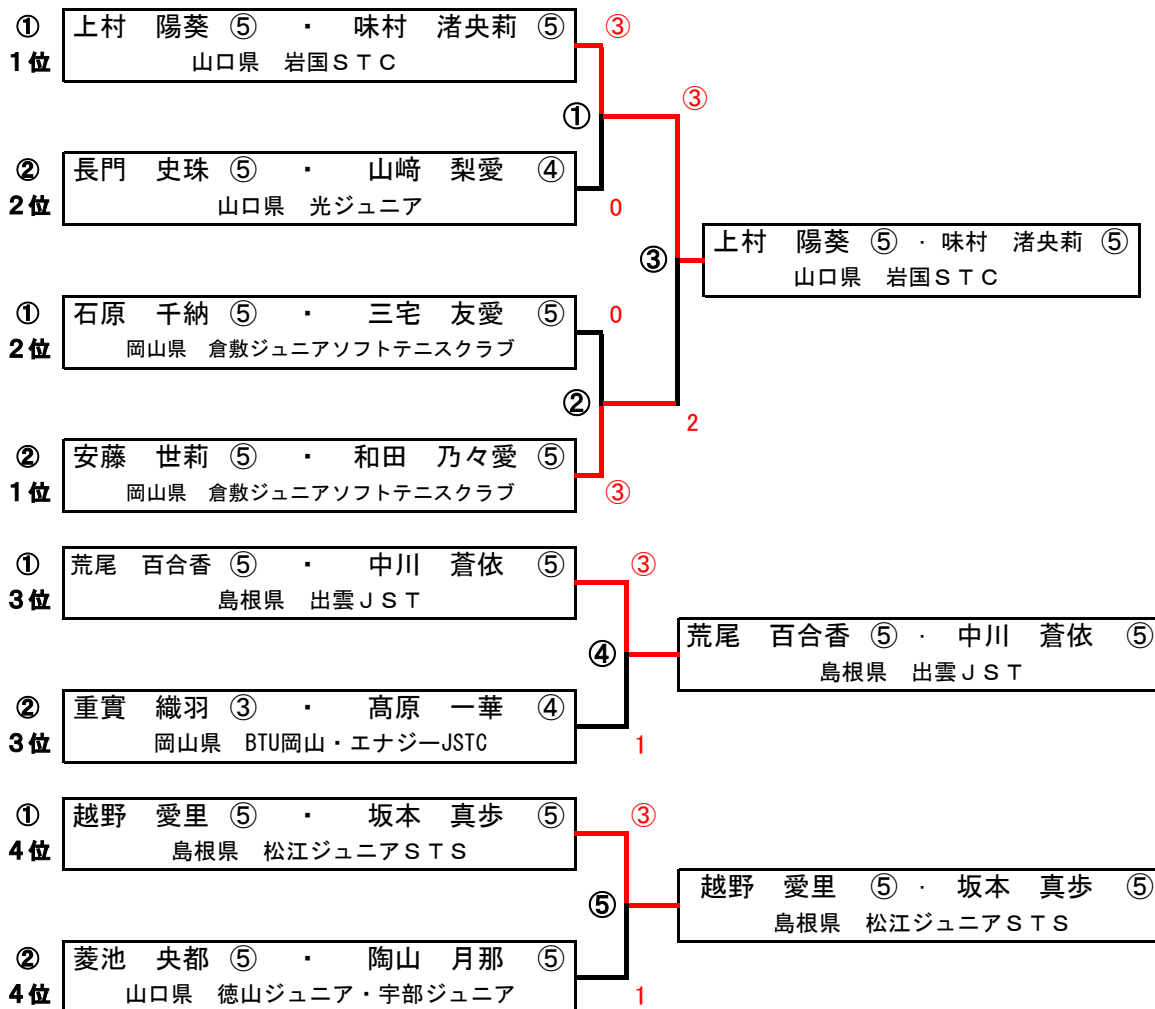 ① 上村　陽葵 ⑤　・　味村　渚央莉 ⑤ ③
1位 山口県　岩国ＳＴＣ
③
①
② 長門　史珠 ⑤　・　山﨑　梨愛 ④
2位 山口県　光ジュニア 0
上村　陽葵 ⑤ ・ 味村　渚央莉 ⑤
③
山口県　岩国ＳＴＣ
① 石原　千納 ⑤　・　三宅　友愛 ⑤ 0
2位 岡山県　倉敷ジュニアソフトテニスクラブ
②
2
② 安藤　世莉 ⑤　・　和田　乃々愛 ⑤
1位 岡山県　倉敷ジュニアソフトテニスクラブ ③
① 荒尾　百合香 ⑤　・　中川　蒼依 ⑤ ③
3位 島根県　出雲ＪＳＴ
荒尾　百合香 ⑤ ・ 中川　蒼依 ⑤
④
島根県　出雲ＪＳＴ
② 重實　織羽 ③　・　髙原　一華 ④
3位 岡山県　BTU岡山・エナジーJSTC 1
① 越野　愛里 ⑤　・　坂本　真歩 ⑤ ③
4位 島根県　松江ジュニアＳＴＳ
越野　愛里 ⑤ ・ 坂本　真歩 ⑤
⑤
島根県　松江ジュニアＳＴＳ
② 菱池　央都 ⑤　・　陶山　月那 ⑤
4位 山口県　徳山ジュニア・宇部ジュニア 1